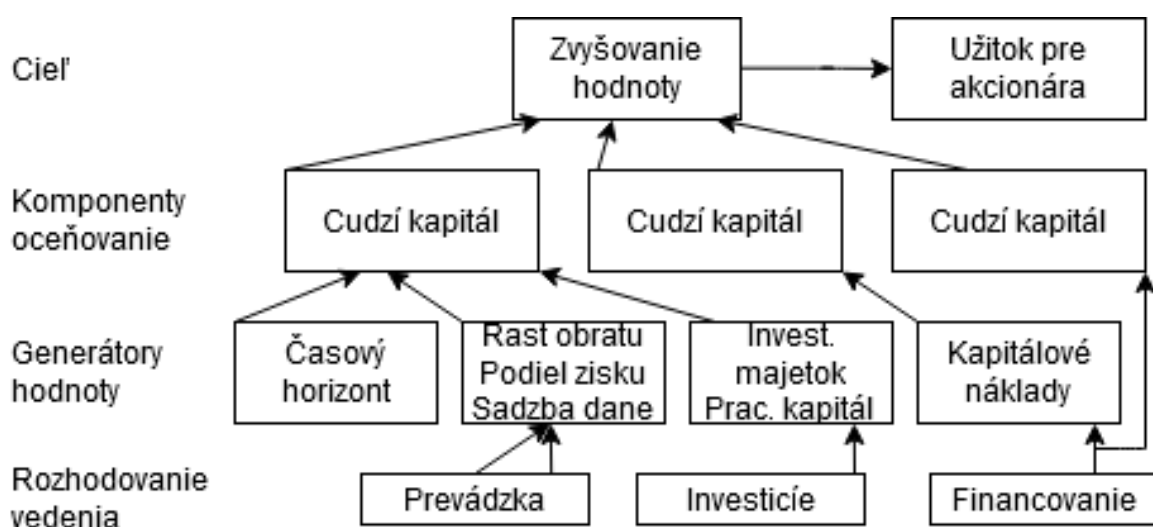 Cieľ
Zvyšovanie
hodnoty
Užitok pre
akcionára
Komponenty
oceňovanie
Cudzí kapitál
Cudzí kapitál
Cudzí kapitál
Generátory
hodnoty
Časový
horizont
Rast obratu
Podiel zisku
Sadzba dane
Invest.
majetok
Prac. kapitál
Kapitálové
náklady
Rozhodovanie
vedenia
Prevádzka
Investicíe
Financovanie